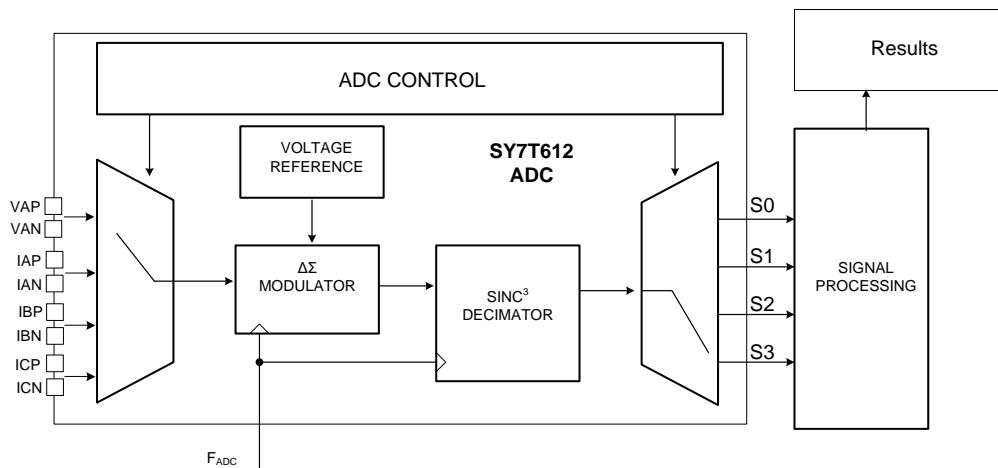 Results
ADC CONTROL
VOLTAGE
REFERENCE
SY7T612
ADC
VAP
VAN
IAP
IAN
IBP
IBN
ICP
ICN
ΔΣ
MODULATOR
SINC³
DECIMATOR
S0
S1
S2
S3
SIGNAL
PROCESSING
FADC